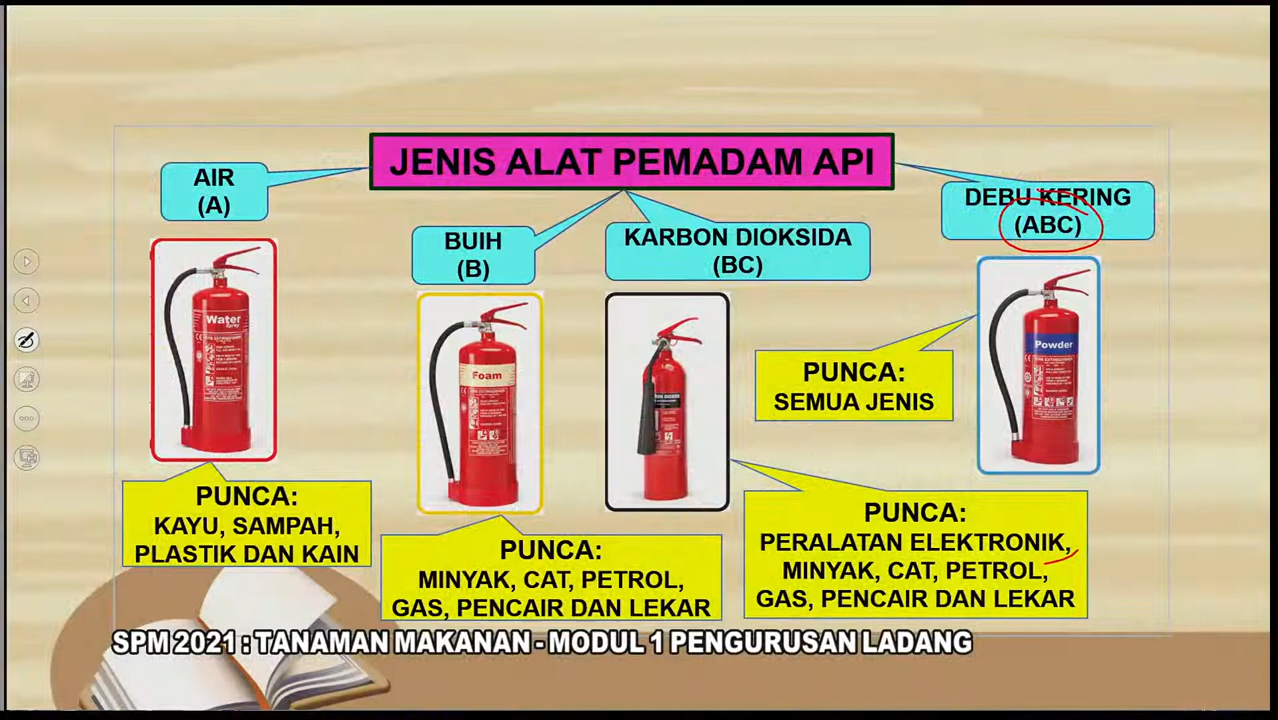 JENIS ALAT PEMADAM API
AIR
(A)
Water
Spray
PUNCA:
KAYU, SAMPAH,
PLASTIK DAN KAIN
BUIH
(B)
Foam
PUNCA:
MINYAK, CAT, PETROL,
GAS, PENCAIR DAN LEKAR
KARBON DIOKSIDA
(BC)
PUNCA:
PERALATAN ELEKTRONIK,
MINYAK, CAT, PETROL,
GAS, PENCAIR DAN LEKAR
DEBU KERING
(ABC)
Powder
PUNCA:
SEMUA JENIS
SPM 2021 : TANAMAN MAKANAN - MODUL 1 PENGURUSAN LADANG